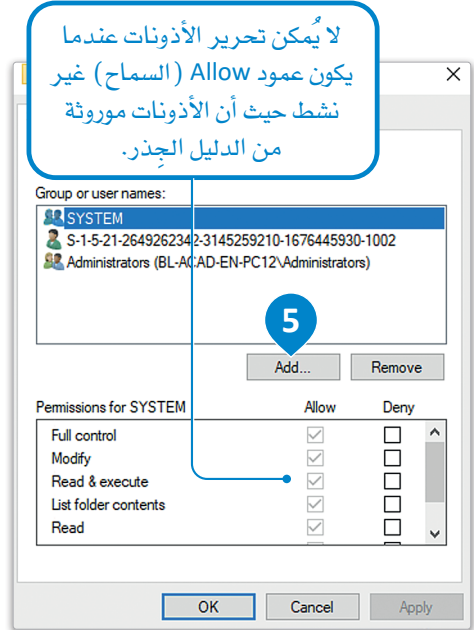 لا يُمكن تحرير الأذونات عندما
يكون عمود Allow (السماح) غير
نشط حيث أن الأذونات موروثة
من الدليل الجِذر.
Group or user names:
SYSTEM
S-1-5-21-2649262342-3145259210-1676445930-1002
Administrators (BL-ACAD-EN-PC12\Administrators)
5
Add... Remove
Permissions for SYSTEM Allow Deny
Full control
Modify
Read & execute
List folder contents
Read
OK Cancel Apply